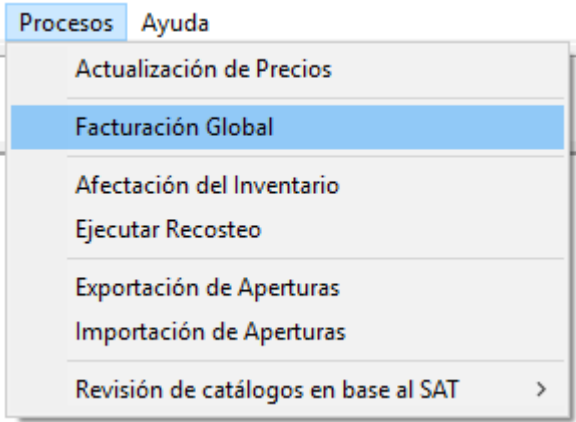 Procesos Ayuda
Actualización de Precios
Facturación Global
Afectación del Inventario
Ejecutar Recosteo
Exportación de Aperturas
Importación de Aperturas
Revisión de catálogos en base al SAT >